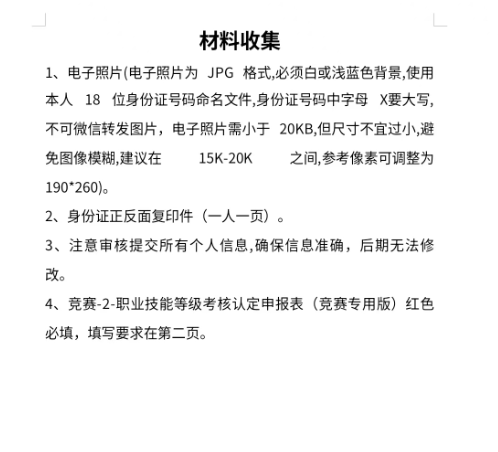 材料收集
1、电子照片(电子照片为 JPG 格式,必须白或浅蓝色背景,使用
本人 18 位身份证号码命名文件,身份证号码中字母 X要大写,
不可微信转发图片，电子照片需小于 20KB,但尺寸不宜过小,避
免图像模糊,建议在 15K-20K 之间,参考像素可调整为
190*260)。
2、身份证正反面复印件（一人一页）。
3、注意审核提交所有个人信息,确保信息准确，后期无法修
改。
4、竞赛-2-职业技能等级考核认定申报表（竞赛专用版）红色
必填，填写要求在第二页。